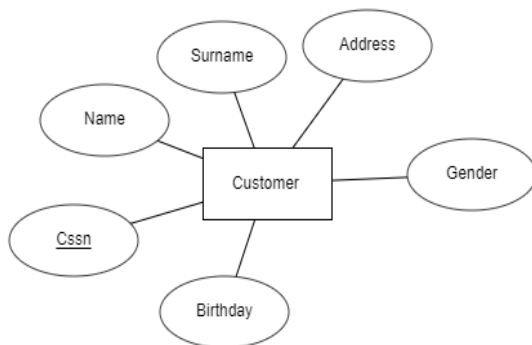 Surname
Address
Name
Customer
Gender
Cssn
Birthday